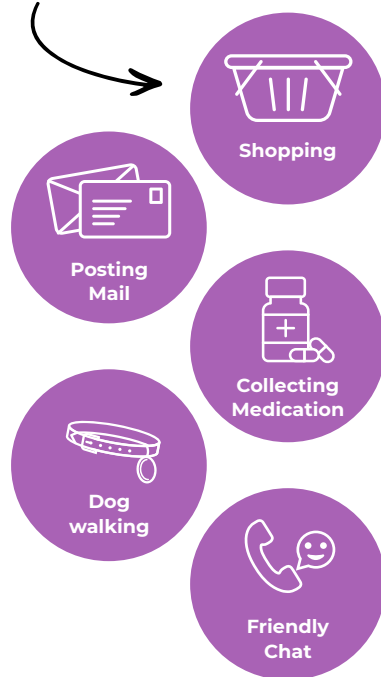 Shopping
Posting
Mail
Collecting
Medication
Dog
walking
Friendly
Chat